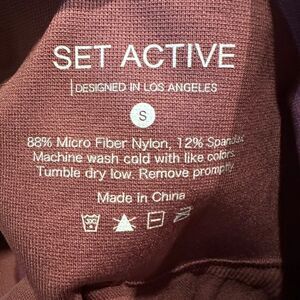 SET ACTIVE
DESIGNED IN LOS ANGELES
S
88% Micro Fiber Nylon, 12% Spandex
Machine wash cold with like colors.
Tumble dry low. Remove promptly.
Made in China